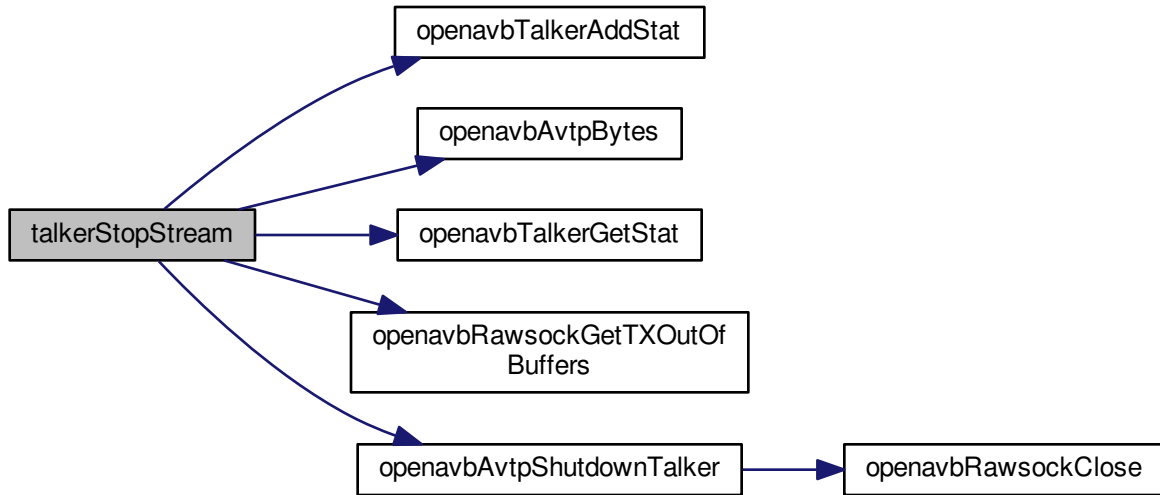 openavbTalkerAddStat
openavbAvtpBytes
talkerStopStream
openavbTalkerGetStat
openavbRawsockGetTXOutOf
Buffers
openavbAvtpShutdownTalker
openavbRawsockClose